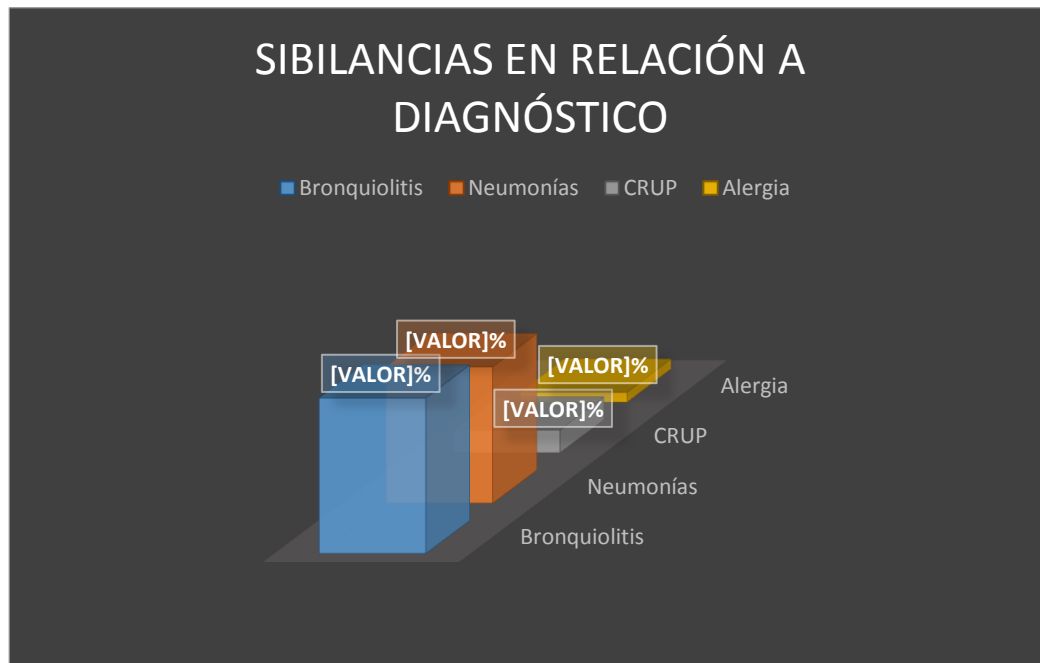 SIBILANCIAS EN RELACIÓN A
DIAGNÓSTICO
Bronquiolitis Neumonías CRUP Alergia
[VALOR]%
[VALOR]%
[VALOR]%
[VALOR]%
Alergia
CRUP
Neumonías
Bronquiolitis